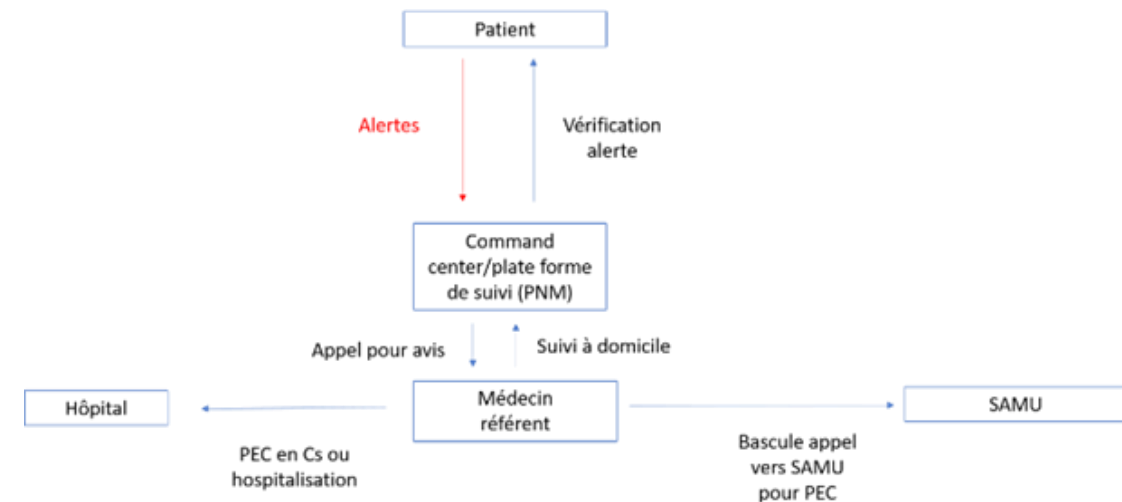 Patient
Alertes
Vérification
alerte
Command
center/plate forme
de suivi (PNM)
Appel pour avis
Suivi à domicile
Hôpital
Médecin
référent
SAMU
PEC en Cs ou
hospitalisation
Bascule appel
vers SAMU
pour PEC